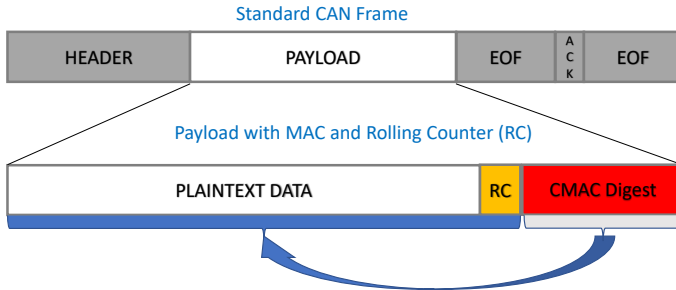 Standard CAN Frame
HEADER PAYLOAD EOF ACK EOF
Payload with MAC and Rolling Counter (RC)
PLAINTEXT DATA RC CMAC Digest